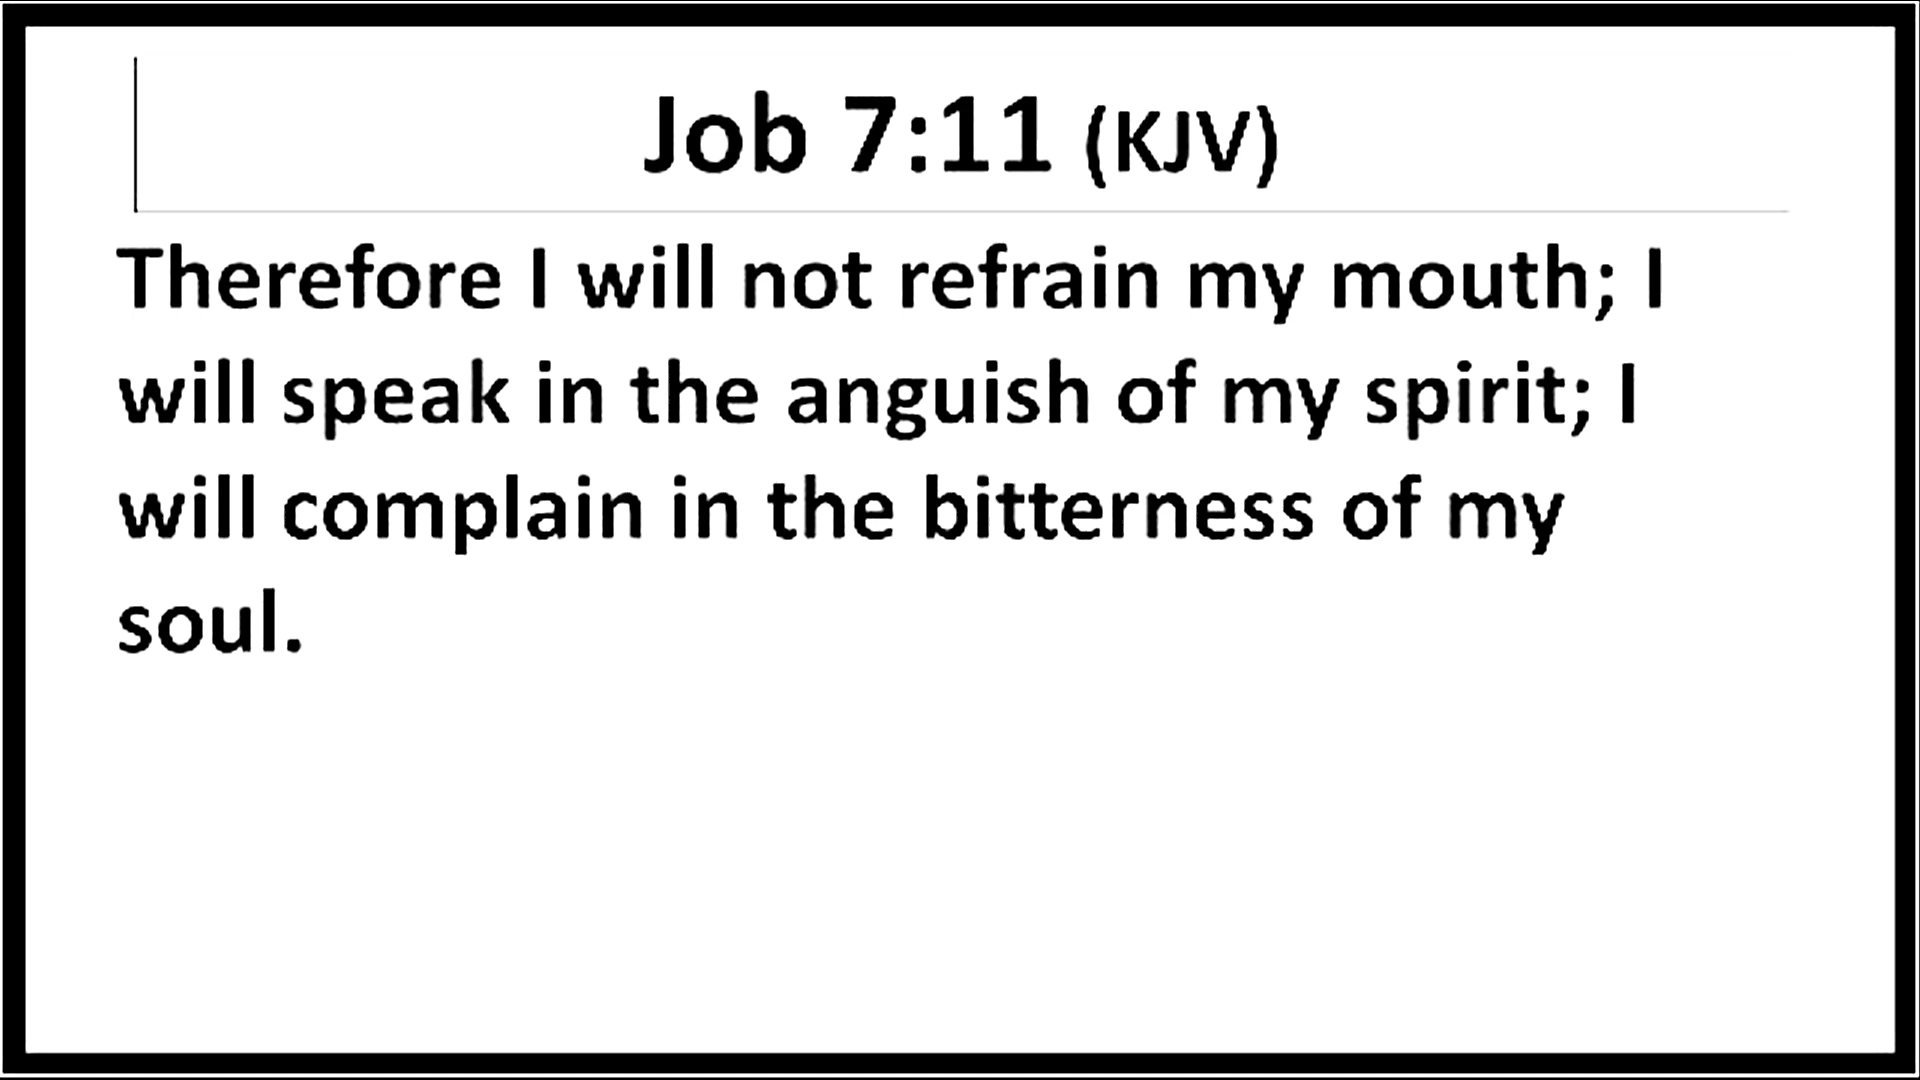 Job 7:11 (KJV)
Therefore I will not refrain my mouth; I
will speak in the anguish of my spirit; I
will complain in the bitterness of my
soul.